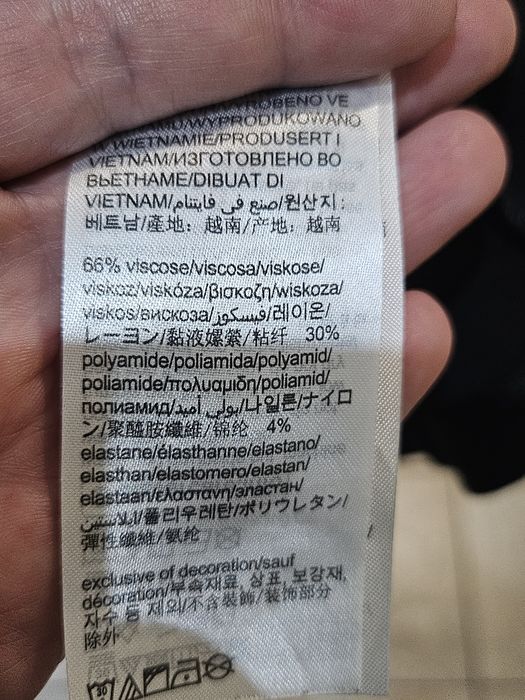 ROBENO VE
WYPRODUKOWANO
WIETNAMIE/PRODUSERT I
VIETNAM/ИЗГОТОВЛЕНО ВО
ВЬЕТНАМЕ/DIBUAT DI
VIETNAM/صنع في فايتنام/원산지:
베트남/產地: 越南/产地: 越南
66% viscose/viscosa/viskose/
viskoz/viskóza/βισκοζη/wiskoza/
viskos/вискоза/فيسكوز/레이온/
レーヨン/黏液嫘縈/粘纤 30%
polyamide/poliamida/polyamid/
poliamide/πολυαμιδη/poliamid/
полиамид/بولي أميد/나일론/ナイロ
ン/聚醯胺纖維/锦纶 4%
elastane/élasthanne/elastano/
elasthan/elastomero/elastan/
elastaan/ελαστανη/эластан/
إيلاستين/폴리우레탄/ポリウレタン/
彈性纖維/氨纶
exclusive of decoration/sauf
décoration/부속재료, 상표, 보강재,
자수 등 제외/不含裝飾/装饰部分
除外
30